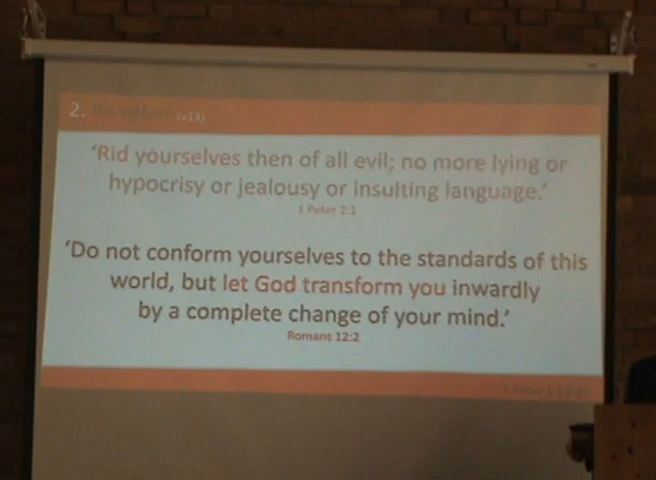 2. (v13)
‘Rid yourselves then of all evil; no more lying or
hypocrisy or jealousy or insulting language.’
1 Peter 2:1
‘Do not conform yourselves to the standards of this
world, but let God transform you inwardly
by a complete change of your mind.’
Romans 12:2